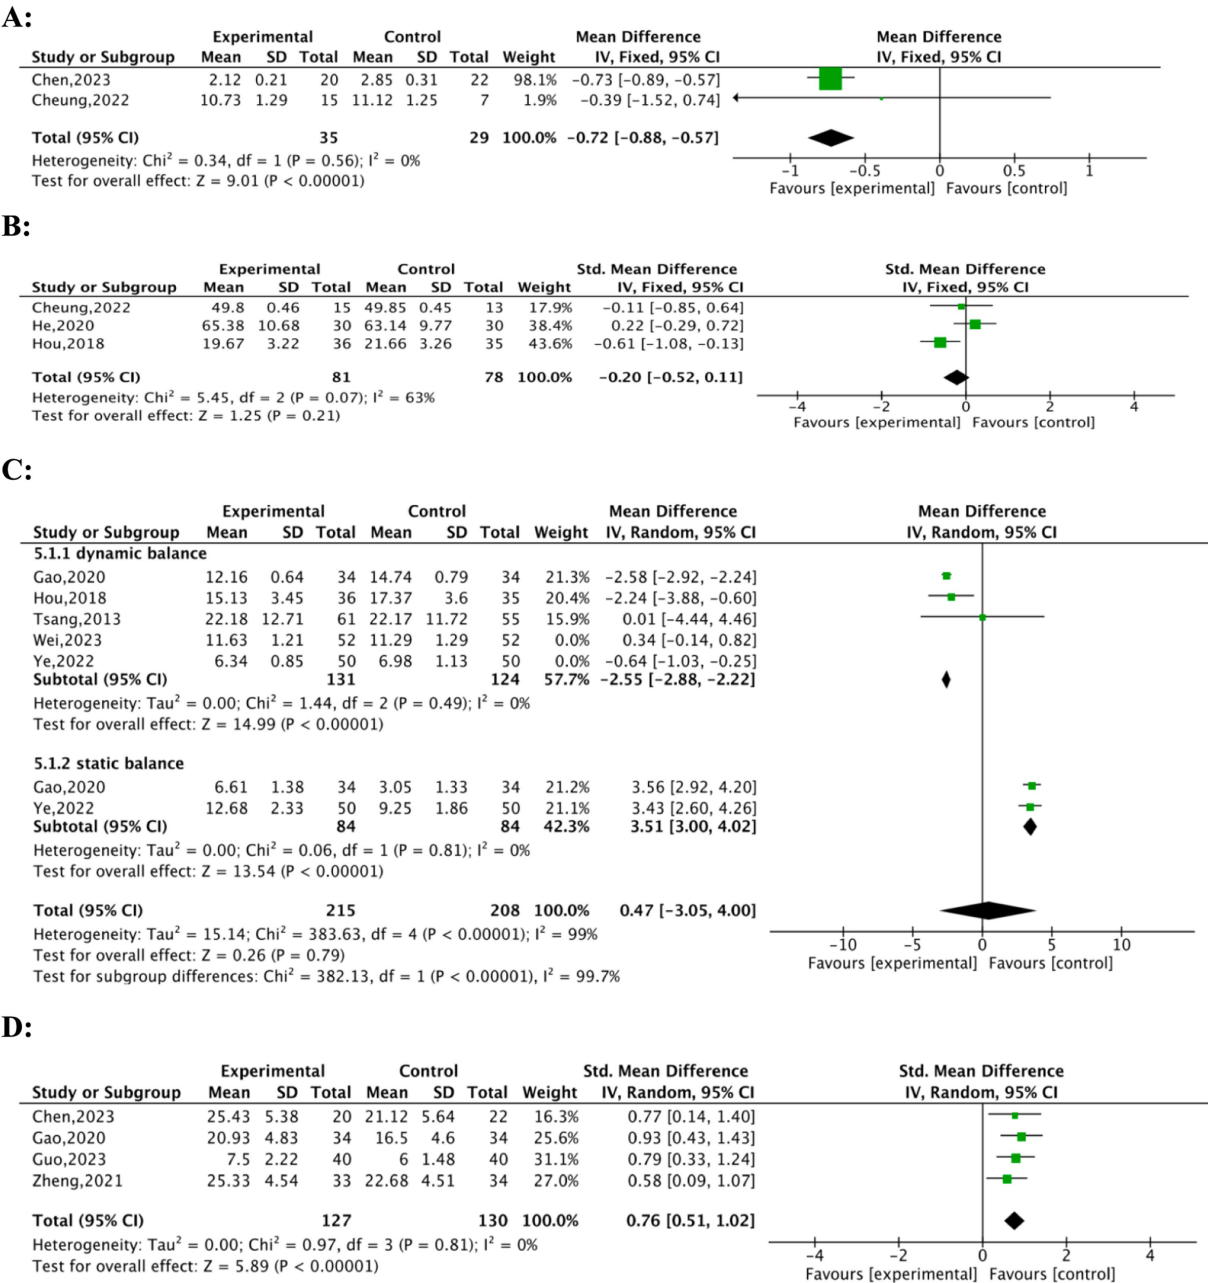 A:
Experimental Control Mean Difference Mean Difference
Study or Subgroup Mean SD Total Mean SD Total Weight IV, Fixed, 95% CI IV, Fixed, 95% CI
Chen,2023 2.12 0.21 20 2.85 0.31 22 98.1% −0.73 [−0.89, −0.57]
Cheung,2022 10.73 1.29 15 11.12 1.25 7 1.9% −0.39 [−1.52, 0.74]
Total (95% CI) 35 29 100.0% −0.72 [−0.88, −0.57]
Heterogeneity: Chi² = 0.34, df = 1 (P = 0.56); I² = 0%
Test for overall effect: Z = 9.01 (P < 0.00001)
−1 −0.5 0 0.5 1
Favours [experimental] Favours [control]
B:
Experimental Control Std. Mean Difference Std. Mean Difference
Study or Subgroup Mean SD Total Mean SD Total Weight IV, Fixed, 95% CI IV, Fixed, 95% CI
Cheung,2022 49.8 0.46 15 49.85 0.45 13 17.9% −0.11 [−0.85, 0.64]
He,2020 65.38 10.68 30 63.14 9.77 30 38.4% 0.22 [−0.29, 0.72]
Hou,2018 19.67 3.22 36 21.66 3.26 35 43.6% −0.61 [−1.08, −0.13]
Total (95% CI) 81 78 100.0% −0.20 [−0.52, 0.11]
Heterogeneity: Chi² = 5.45, df = 2 (P = 0.07); I² = 63%
Test for overall effect: Z = 1.25 (P = 0.21)
−4 −2 0 2 4
Favours [experimental] Favours [control]
C:
Experimental Control Mean Difference Mean Difference
Study or Subgroup Mean SD Total Mean SD Total Weight IV, Random, 95% CI IV, Random, 95% CI
5.1.1 dynamic balance
Gao,2020 12.16 0.64 34 14.74 0.79 34 21.3% −2.58 [−2.92, −2.24]
Hou,2018 15.13 3.45 36 17.37 3.6 35 20.4% −2.24 [−3.88, −0.60]
Tsang,2013 22.18 12.71 61 22.17 11.72 55 15.9% 0.01 [−4.44, 4.46]
Wei,2023 11.63 1.21 52 11.29 1.29 52 0.0% 0.34 [−0.14, 0.82]
Ye,2022 6.34 0.85 50 6.98 1.13 50 0.0% −0.64 [−1.03, −0.25]
Subtotal (95% CI) 131 124 57.7% −2.55 [−2.88, −2.22]
Heterogeneity: Tau² = 0.00; Chi² = 1.44, df = 2 (P = 0.49); I² = 0%
Test for overall effect: Z = 14.99 (P < 0.00001)
5.1.2 static balance
Gao,2020 6.61 1.38 34 3.05 1.33 34 21.2% 3.56 [2.92, 4.20]
Ye,2022 12.68 2.33 50 9.25 1.86 50 21.1% 3.43 [2.60, 4.26]
Subtotal (95% CI) 84 84 42.3% 3.51 [3.00, 4.02]
Heterogeneity: Tau² = 0.00; Chi² = 0.06, df = 1 (P = 0.81); I² = 0%
Test for overall effect: Z = 13.54 (P < 0.00001)
Total (95% CI) 215 208 100.0% 0.47 [−3.05, 4.00]
Heterogeneity: Tau² = 15.14; Chi² = 383.63, df = 4 (P < 0.00001); I² = 99%
Test for overall effect: Z = 0.26 (P = 0.79)
Test for subgroup differences: Chi² = 382.13, df = 1 (P < 0.00001), I² = 99.7%
−10 −5 0 5 10
Favours [experimental] Favours [control]
D:
Experimental Control Std. Mean Difference Std. Mean Difference
Study or Subgroup Mean SD Total Mean SD Total Weight IV, Random, 95% CI IV, Random, 95% CI
Chen,2023 25.43 5.38 20 21.12 5.64 22 16.3% 0.77 [0.14, 1.40]
Gao,2020 20.93 4.83 34 16.5 4.6 34 25.6% 0.93 [0.43, 1.43]
Guo,2023 7.5 2.22 40 6 1.48 40 31.1% 0.79 [0.33, 1.24]
Zheng,2021 25.33 4.54 33 22.68 4.51 34 27.0% 0.58 [0.09, 1.07]
Total (95% CI) 127 130 100.0% 0.76 [0.51, 1.02]
Heterogeneity: Tau² = 0.00; Chi² = 0.97, df = 3 (P = 0.81); I² = 0%
Test for overall effect: Z = 5.89 (P < 0.00001)
−4 −2 0 2 4
Favours [experimental] Favours [control]